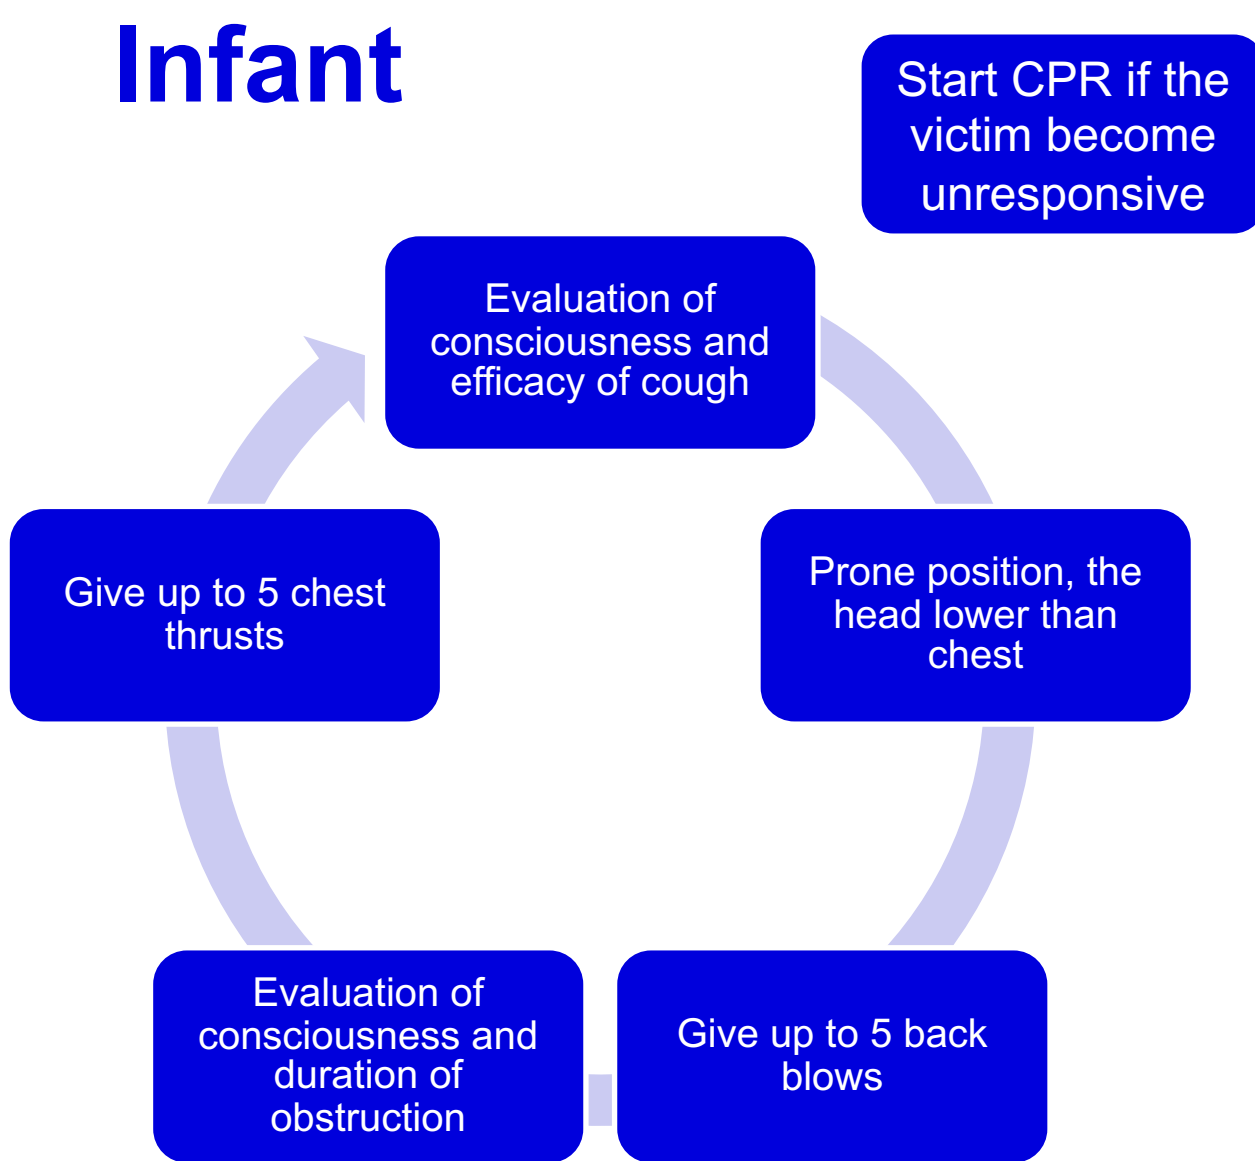 Infant
Start CPR if the
victim become
unresponsive
Evaluation of
consciousness and
efficacy of cough
Prone position, the
head lower than
chest
Give up to 5 back
blows
Evaluation of
consciousness and
duration of
obstruction
Give up to 5 chest
thrusts